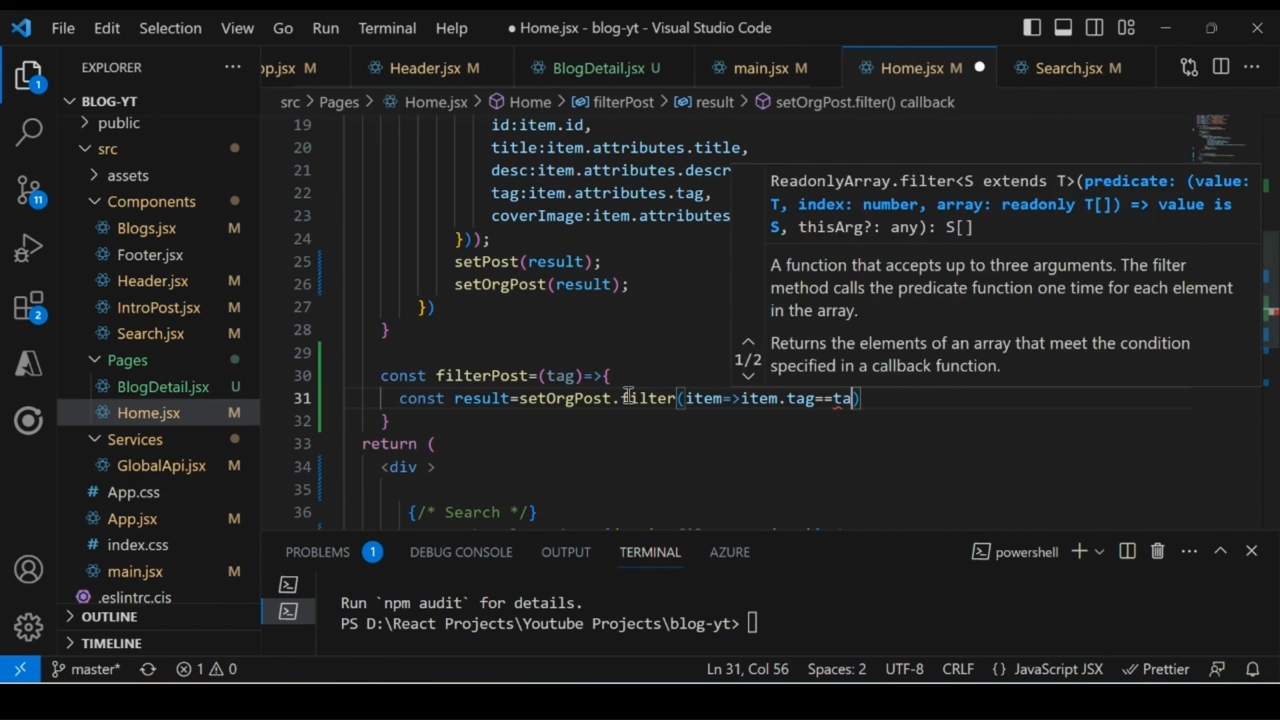 File Edit Selection View Go Run Terminal Help ● Home.jsx - blog-yt - Visual Studio Code
EXPLORER ···
pp.jsx M Header.jsx M BlogDetail.jsx U main.jsx M Home.jsx M Search.jsx M
src > Pages > Home.jsx > Home > filterPost > result > setOrgPost.filter() callback
BLOG-YT
public
src
assets
Components
Blogs.jsx M
Footer.jsx
Header.jsx M
IntroPost.jsx M
Search.jsx M
Pages
BlogDetail.jsx U
Home.jsx M
Services
GlobalApi.jsx M
App.css
App.jsx M
index.css
main.jsx M
.eslintrc.cjs
OUTLINE
TIMELINE
1
11
2
19 id:item.id,
20 title:item.attributes.title,
21 desc:item.attributes.descr
22 tag:item.attributes.tag,
23 coverImage:item.attributes
24 }));
25 setPost(result);
26 setOrgPost(result);
27 })
28 }
29
30 const filterPost=(tag)=>{
31 const result=setOrgPost.filter(item=>item.tag==ta)
32 }
33 return (
34 <div >
35
36 {/* Search */}
ReadonlyArray.filter<S extends T>(predicate: (value:
T, index: number, array: readonly T[]) => value is
S, thisArg?: any): S[]
A function that accepts up to three arguments. The filter
method calls the predicate function one time for each element
in the array.
1/2
Returns the elements of an array that meet the condition
specified in a callback function.
PROBLEMS 1 DEBUG CONSOLE OUTPUT TERMINAL AZURE powershell
Run `npm audit` for details.
PS D:\React Projects\Youtube Projects\blog-yt>
master* 1 0 Ln 31, Col 56 Spaces: 2 UTF-8 CRLF {} JavaScript JSX Prettier